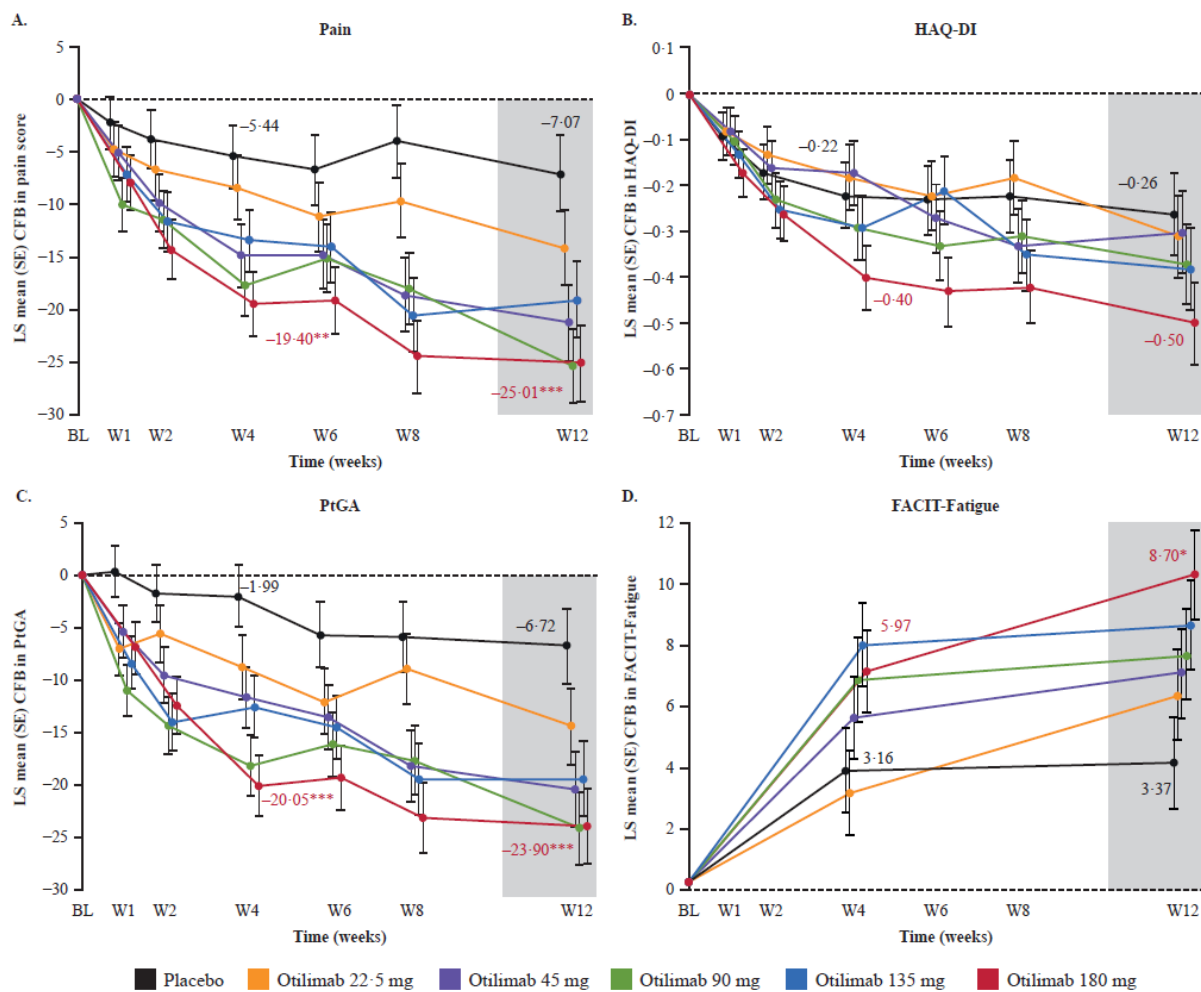 A.
Pain
5
0
−5
−10
−15
−20
−25
−30
LS mean (SE) CFB in pain score
−5·44
−7·07
−19·40**
−25·01***
BL W1 W2 W4 W6 W8 W12
Time (weeks)
B.
HAQ-DI
0·1
0
−0·1
−0·2
−0·3
−0·4
−0·5
−0·6
−0·7
LS mean (SE) CFB in HAQ-DI
−0·22
−0·26
−0·40
−0·50
BL W1 W2 W4 W6 W8 W12
Time (weeks)
C.
PtGA
5
0
−5
−10
−15
−20
−25
−30
LS mean (SE) CFB in PtGA
−1·99
−6·72
−20·05***
−23·90***
BL W1 W2 W4 W6 W8 W12
Time (weeks)
D.
FACIT-Fatigue
12
10
8
6
4
2
0
LS mean (SE) CFB in FACIT-Fatigue
8·70*
5·97
3·16
3·37
BL W1 W2 W4 W6 W8 W12
Time (weeks)
Placebo Otilimab 22·5 mg Otilimab 45 mg Otilimab 90 mg Otilimab 135 mg Otilimab 180 mg